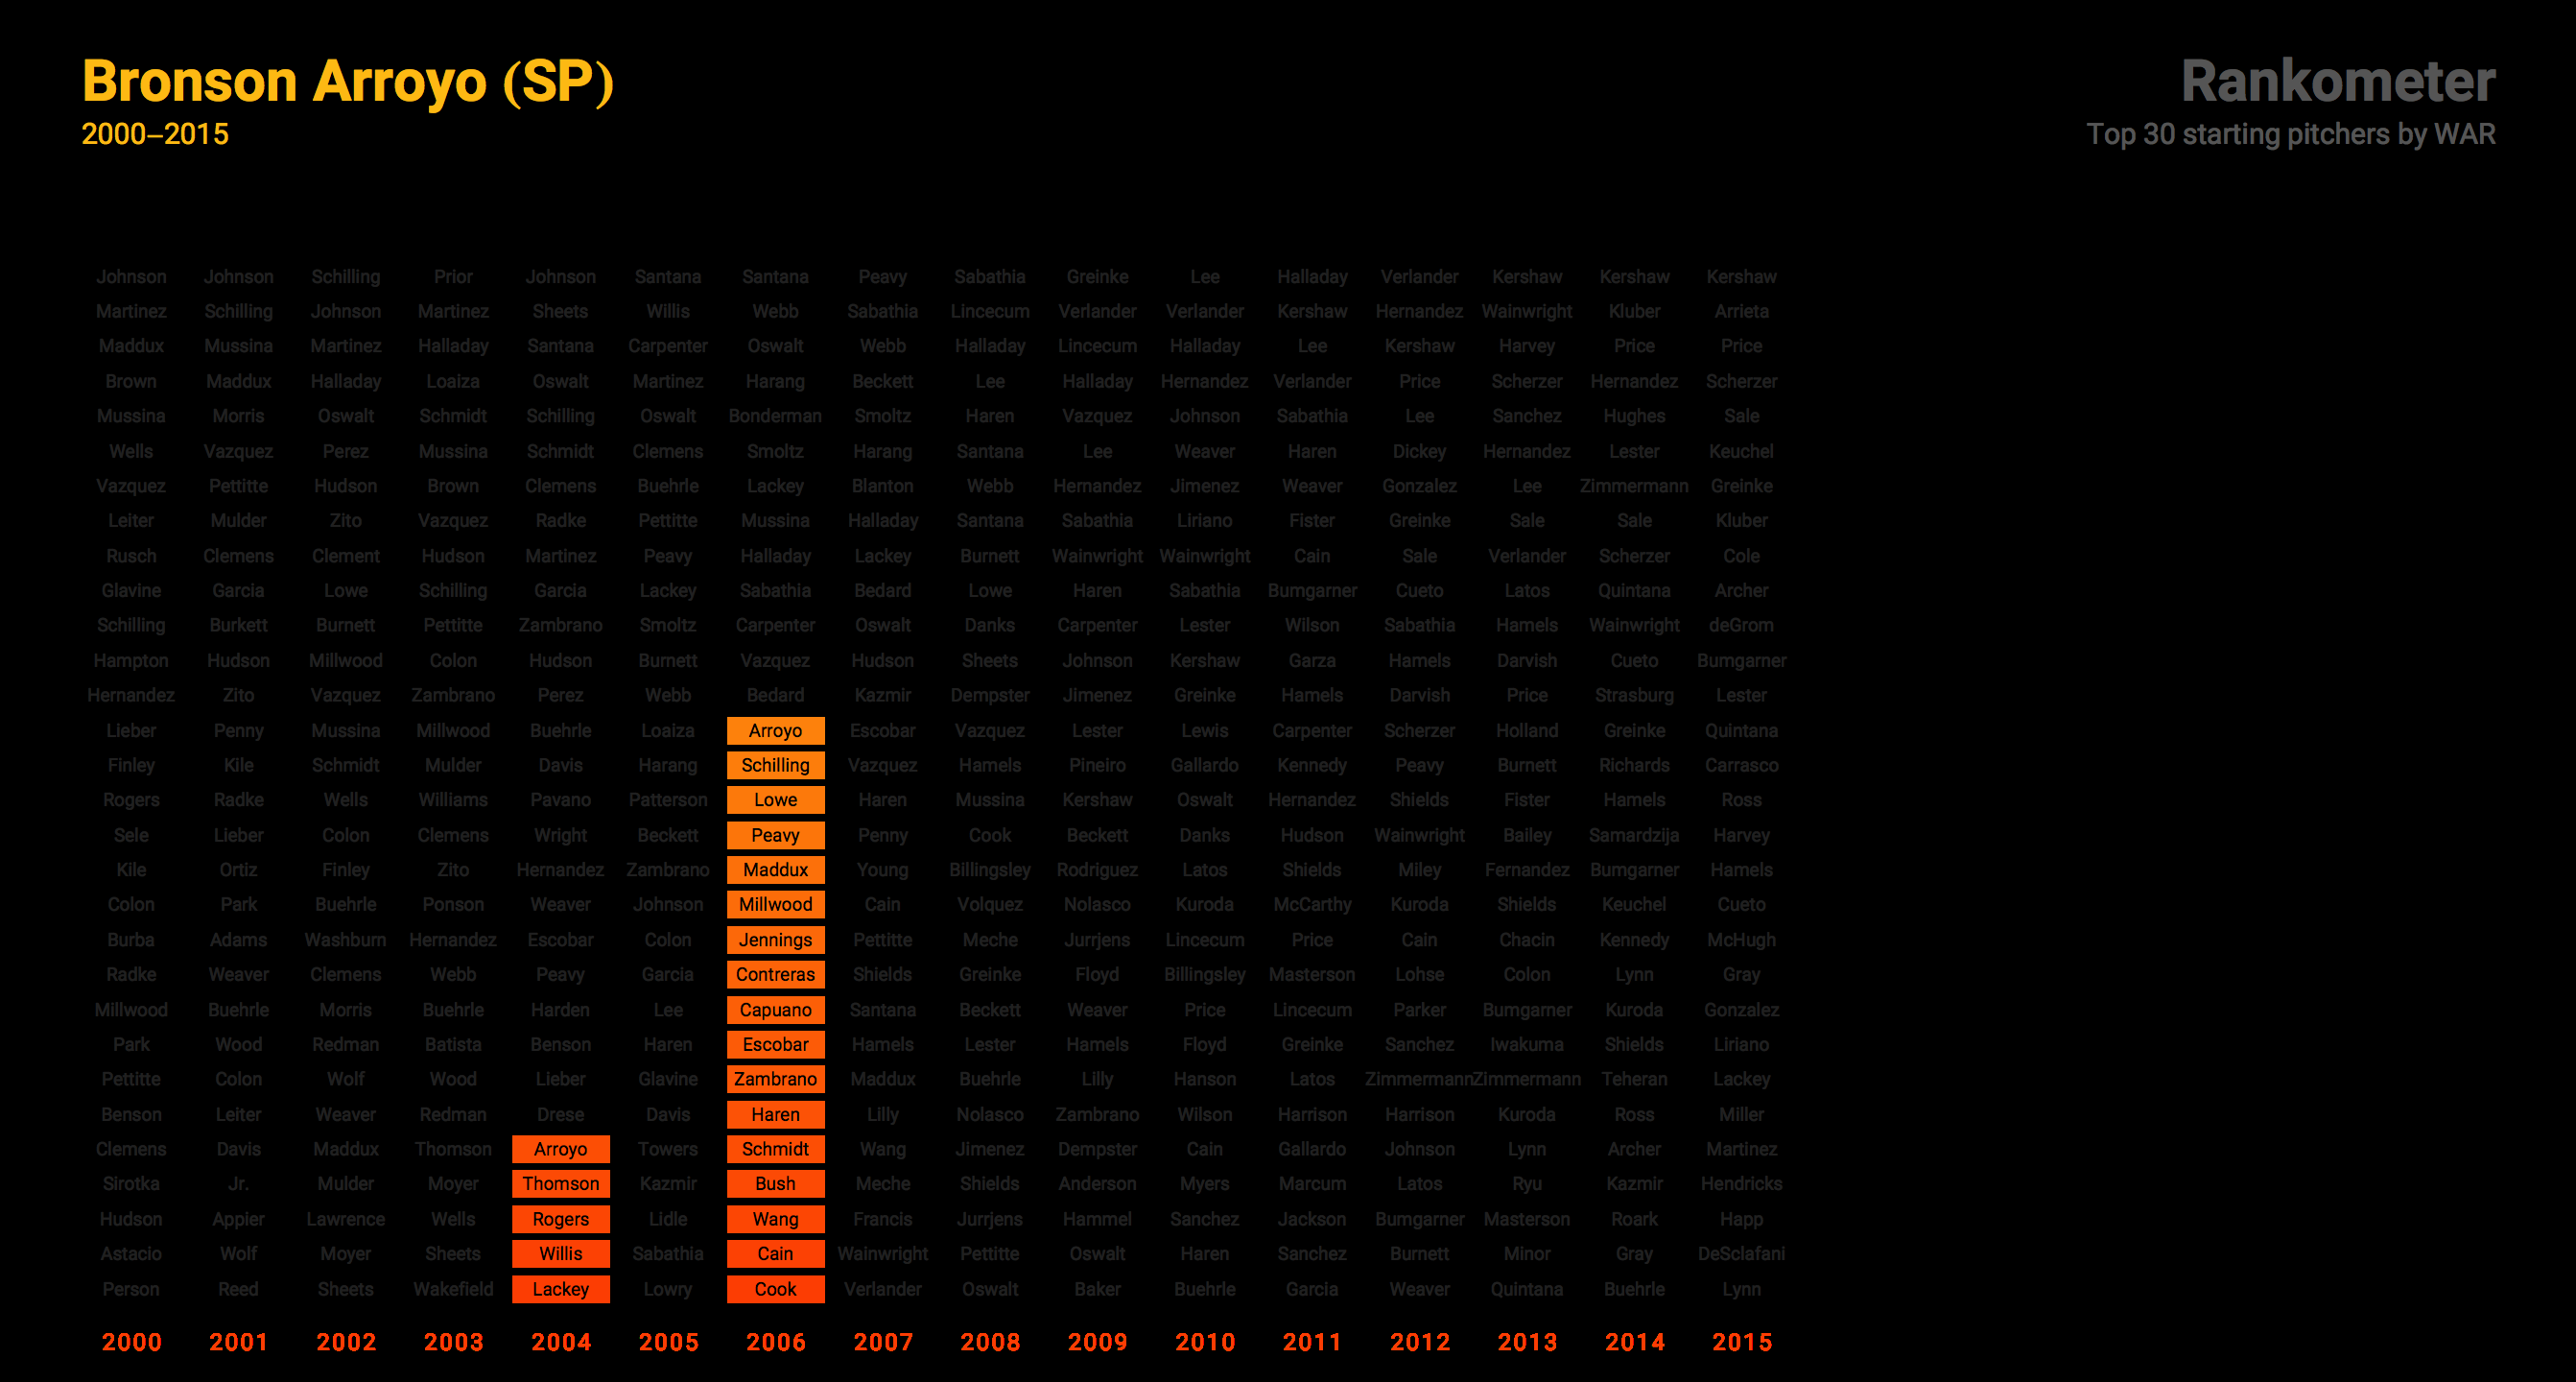 Bronson Arroyo (SP)
2000–2015
Rankometer
Top 30 starting pitchers by WAR
Johnson Johnson Schilling Prior Johnson Santana Santana Peavy Sabathia Greinke Lee Halladay Verlander Kershaw Kershaw Kershaw
Martinez Schilling Johnson Martinez Sheets Willis Webb Sabathia Lincecum Verlander Verlander Kershaw Hernandez Wainwright Kluber Arrieta
Maddux Mussina Martinez Halladay Santana Carpenter Oswalt Webb Halladay Lincecum Halladay Lee Kershaw Harvey Price Price
Brown Maddux Halladay Loaiza Oswalt Martinez Harang Beckett Lee Halladay Hernandez Verlander Price Scherzer Hernandez Scherzer
Mussina Morris Oswalt Schmidt Schilling Oswalt Bonderman Smoltz Haren Vazquez Johnson Sabathia Lee Sanchez Hughes Sale
Wells Vazquez Perez Mussina Schmidt Clemens Smoltz Harang Santana Lee Weaver Haren Dickey Hernandez Lester Keuchel
Vazquez Pettitte Hudson Brown Clemens Buehrle Lackey Blanton Webb Hernandez Jimenez Weaver Gonzalez Lee Zimmermann Greinke
Leiter Mulder Zito Vazquez Radke Pettitte Mussina Halladay Santana Sabathia Liriano Fister Greinke Sale Sale Kluber
Rusch Clemens Clement Hudson Martinez Peavy Halladay Lackey Burnett Wainwright Wainwright Cain Sale Verlander Scherzer Cole
Glavine Garcia Lowe Schilling Garcia Lackey Sabathia Bedard Lowe Haren Sabathia Bumgarner Cueto Latos Quintana Archer
Schilling Burkett Burnett Pettitte Zambrano Smoltz Carpenter Oswalt Danks Carpenter Lester Wilson Sabathia Hamels Wainwright deGrom
Hampton Hudson Millwood Colon Hudson Burnett Vazquez Hudson Sheets Johnson Kershaw Garza Hamels Darvish Cueto Bumgarner
Hernandez Zito Vazquez Zambrano Perez Webb Bedard Kazmir Dempster Jimenez Greinke Hamels Darvish Price Strasburg Lester
Lieber Penny Mussina Millwood Buehrle Loaiza Arroyo Escobar Vazquez Lester Lewis Carpenter Scherzer Holland Greinke Quintana
Finley Kile Schmidt Mulder Davis Harang Schilling Vazquez Hamels Pineiro Gallardo Kennedy Peavy Burnett Richards Carrasco
Rogers Radke Wells Williams Pavano Patterson Lowe Haren Mussina Kershaw Oswalt Hernandez Shields Fister Hamels Ross
Sele Lieber Colon Clemens Wright Beckett Peavy Penny Cook Beckett Danks Hudson Wainwright Bailey Samardzija Harvey
Kile Ortiz Finley Zito Hernandez Zambrano Maddux Young Billingsley Rodriguez Latos Shields Miley Fernandez Bumgarner Hamels
Colon Park Buehrle Ponson Weaver Johnson Millwood Cain Volquez Nolasco Kuroda McCarthy Kuroda Shields Keuchel Cueto
Burba Adams Washburn Hernandez Escobar Colon Jennings Pettitte Meche Jurrjens Lincecum Price Cain Chacin Kennedy McHugh
Radke Weaver Clemens Webb Peavy Garcia Contreras Shields Greinke Floyd Billingsley Masterson Lohse Colon Lynn Gray
Millwood Buehrle Morris Buehrle Harden Lee Capuano Santana Beckett Weaver Price Lincecum Parker Bumgarner Kuroda Gonzalez
Park Wood Redman Batista Benson Haren Escobar Hamels Lester Hamels Floyd Greinke Sanchez Iwakuma Shields Liriano
Pettitte Colon Wolf Wood Lieber Glavine Zambrano Maddux Buehrle Lilly Hanson Latos Zimmermann Zimmermann Teheran Lackey
Benson Leiter Weaver Redman Drese Davis Haren Lilly Nolasco Zambrano Wilson Harrison Harrison Kuroda Ross Miller
Clemens Davis Maddux Thomson Arroyo Towers Schmidt Wang Jimenez Dempster Cain Gallardo Johnson Lynn Archer Martinez
Sirotka Jr. Mulder Moyer Thomson Kazmir Bush Meche Shields Anderson Myers Marcum Latos Ryu Kazmir Hendricks
Hudson Appier Lawrence Wells Rogers Lidle Wang Francis Jurrjens Hammel Sanchez Jackson Bumgarner Masterson Roark Happ
Astacio Wolf Moyer Sheets Willis Sabathia Cain Wainwright Pettitte Oswalt Haren Sanchez Burnett Minor Gray DeSclafani
Person Reed Sheets Wakefield Lackey Lowry Cook Verlander Oswalt Baker Buehrle Garcia Weaver Quintana Buehrle Lynn
2000 2001 2002 2003 2004 2005 2006 2007 2008 2009 2010 2011 2012 2013 2014 2015